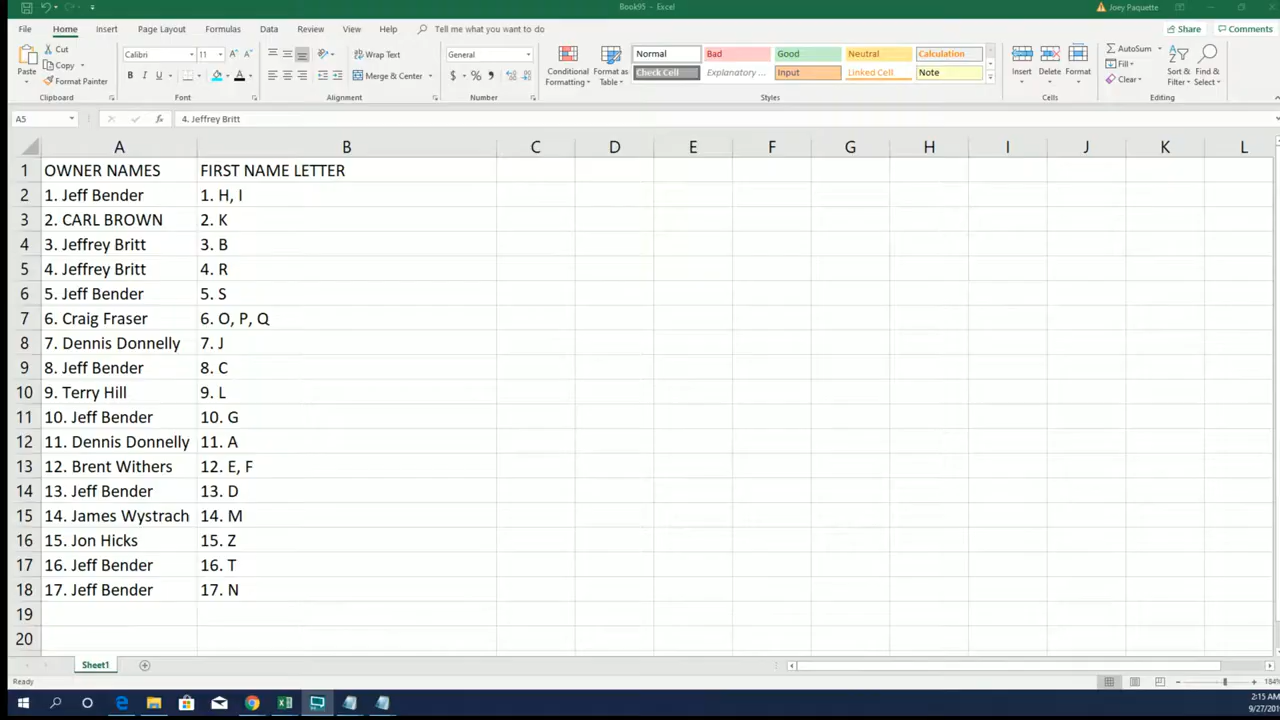 Book95 - Excel
Joey Paquette
File Home Insert Page Layout Formulas Data Review View Help Tell me what you want to do Share Comments
Cut
Copy
Format Painter
Paste
Clipboard
Calibri 11
B I U
Font
Wrap Text
Merge & Center
Alignment
General
$ % ,
Number
Conditional Formatting
Format as Table
Normal Bad Good Neutral Calculation
Check Cell Explanatory ... Input Linked Cell Note
Styles
Insert Delete Format
Cells
AutoSum
Fill
Clear
Sort & Filter
Find & Select
Editing
A5 fx 4. Jeffrey Britt
A B C D E F G H I J K L
1 OWNER NAMES FIRST NAME LETTER
2 1. Jeff Bender 1. H, I
3 2. CARL BROWN 2. K
4 3. Jeffrey Britt 3. B
5 4. Jeffrey Britt 4. R
6 5. Jeff Bender 5. S
7 6. Craig Fraser 6. O, P, Q
8 7. Dennis Donnelly 7. J
9 8. Jeff Bender 8. C
10 9. Terry Hill 9. L
11 10. Jeff Bender 10. G
12 11. Dennis Donnelly 11. A
13 12. Brent Withers 12. E, F
14 13. Jeff Bender 13. D
15 14. James Wystrach 14. M
16 15. Jon Hicks 15. Z
17 16. Jeff Bender 16. T
18 17. Jeff Bender 17. N
19
20
Sheet1
Ready
2:15 AM